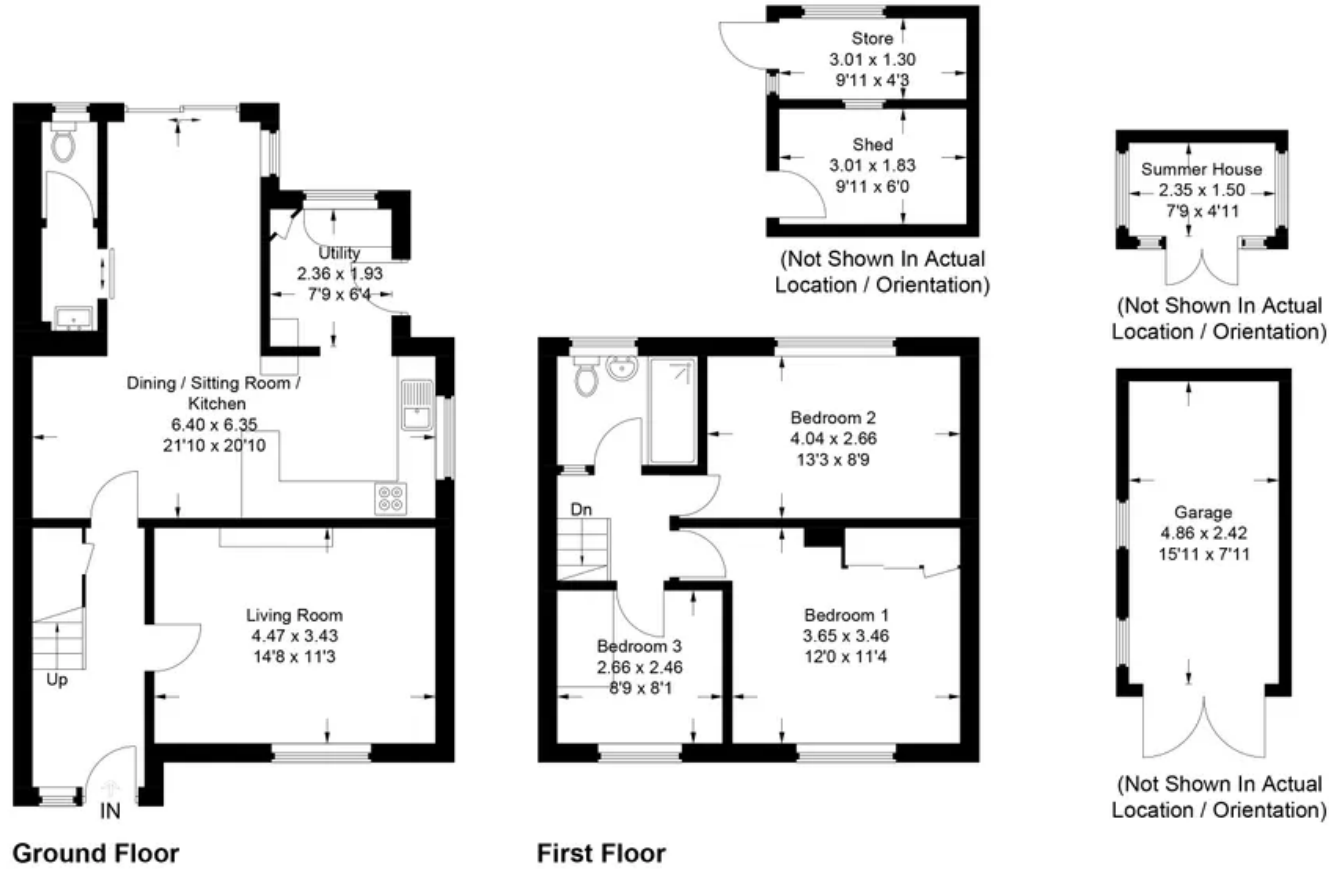 Store
3.01 x 1.30
9'11 x 4'3
Shed
3.01 x 1.83
9'11 x 6'0
(Not Shown In Actual
Location / Orientation)
Summer House
2.35 x 1.50
7'9 x 4'11
(Not Shown In Actual
Location / Orientation)
Utility
2.36 x 1.93
7'9 x 6'4
Dining / Sitting Room /
Kitchen
6.40 x 6.35
21'10 x 20'10
Living Room
4.47 x 3.43
14'8 x 11'3
Up
IN
Ground Floor
Bedroom 2
4.04 x 2.66
13'3 x 8'9
Dn
Bedroom 1
3.65 x 3.46
12'0 x 11'4
Bedroom 3
2.66 x 2.46
8'9 x 8'1
First Floor
Garage
4.86 x 2.42
15'11 x 7'11
(Not Shown In Actual
Location / Orientation)